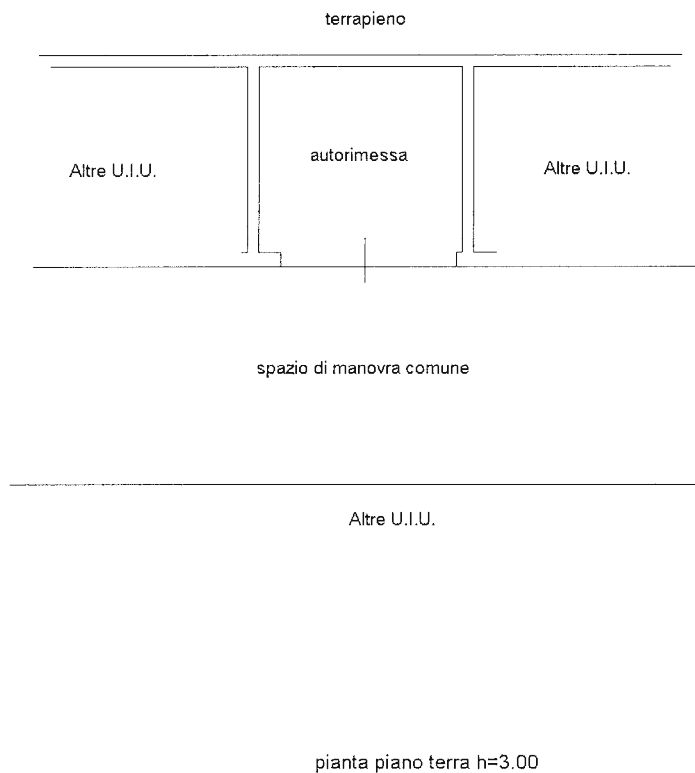 terrapieno
Altre U.I.U.
autorimessa
Altre U.I.U.
spazio di manovra comune
Altre U.I.U.
pianta piano terra h=3.00